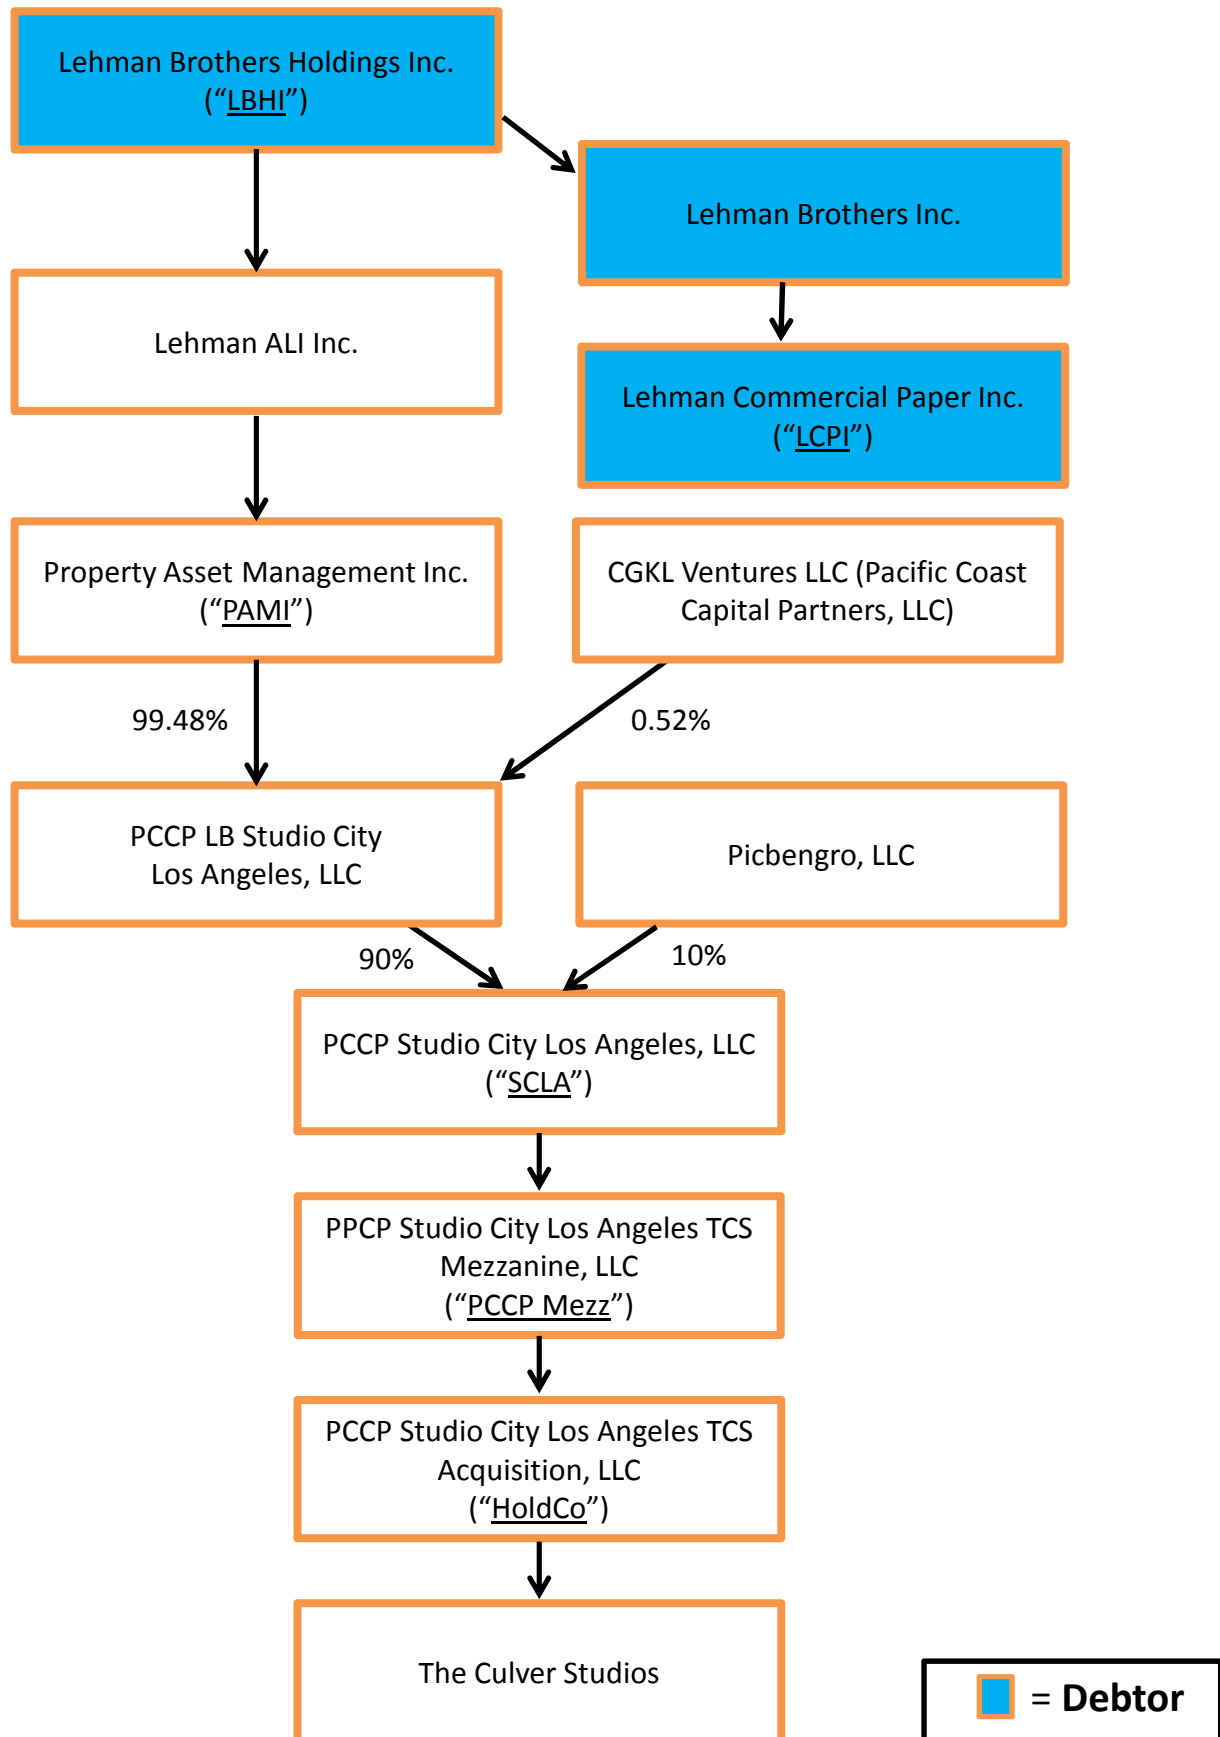 Lehman Brothers Holdings Inc.
(“LBHI”)
Lehman Brothers Inc.
Lehman ALI Inc.
Lehman Commercial Paper Inc.
(“LCPI”)
Property Asset Management Inc.
(“PAMI”)
CGKL Ventures LLC (Pacific Coast
Capital Partners, LLC)
99.48%
0.52%
PCCP LB Studio City
Los Angeles, LLC
Picbengro, LLC
90%
10%
PCCP Studio City Los Angeles, LLC
(“SCLA”)
PPCP Studio City Los Angeles TCS
Mezzanine, LLC
(“PCCP Mezz”)
PCCP Studio City Los Angeles TCS
Acquisition, LLC
(“HoldCo”)
The Culver Studios
= Debtor